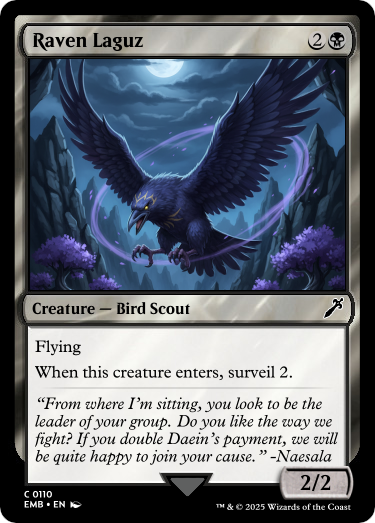 Raven Laguz 2
Creature — Bird Scout
Flying
When this creature enters, surveil 2.
“From where I’m sitting, you look to be the
leader of your group. Do you like the way we
fight? If you double Daein’s payment, we will
be quite happy to join your cause.” -Naesala
2/2
C 0110
EMB • EN
™ & © 2025 Wizards of the Coast